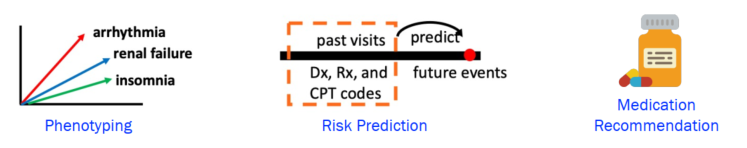 arrhythmia
renal failure
insomnia
Phenotyping
past visits
predict
Dx, Rx, and
CPT codes
future events
Risk Prediction
Medication
Recommendation